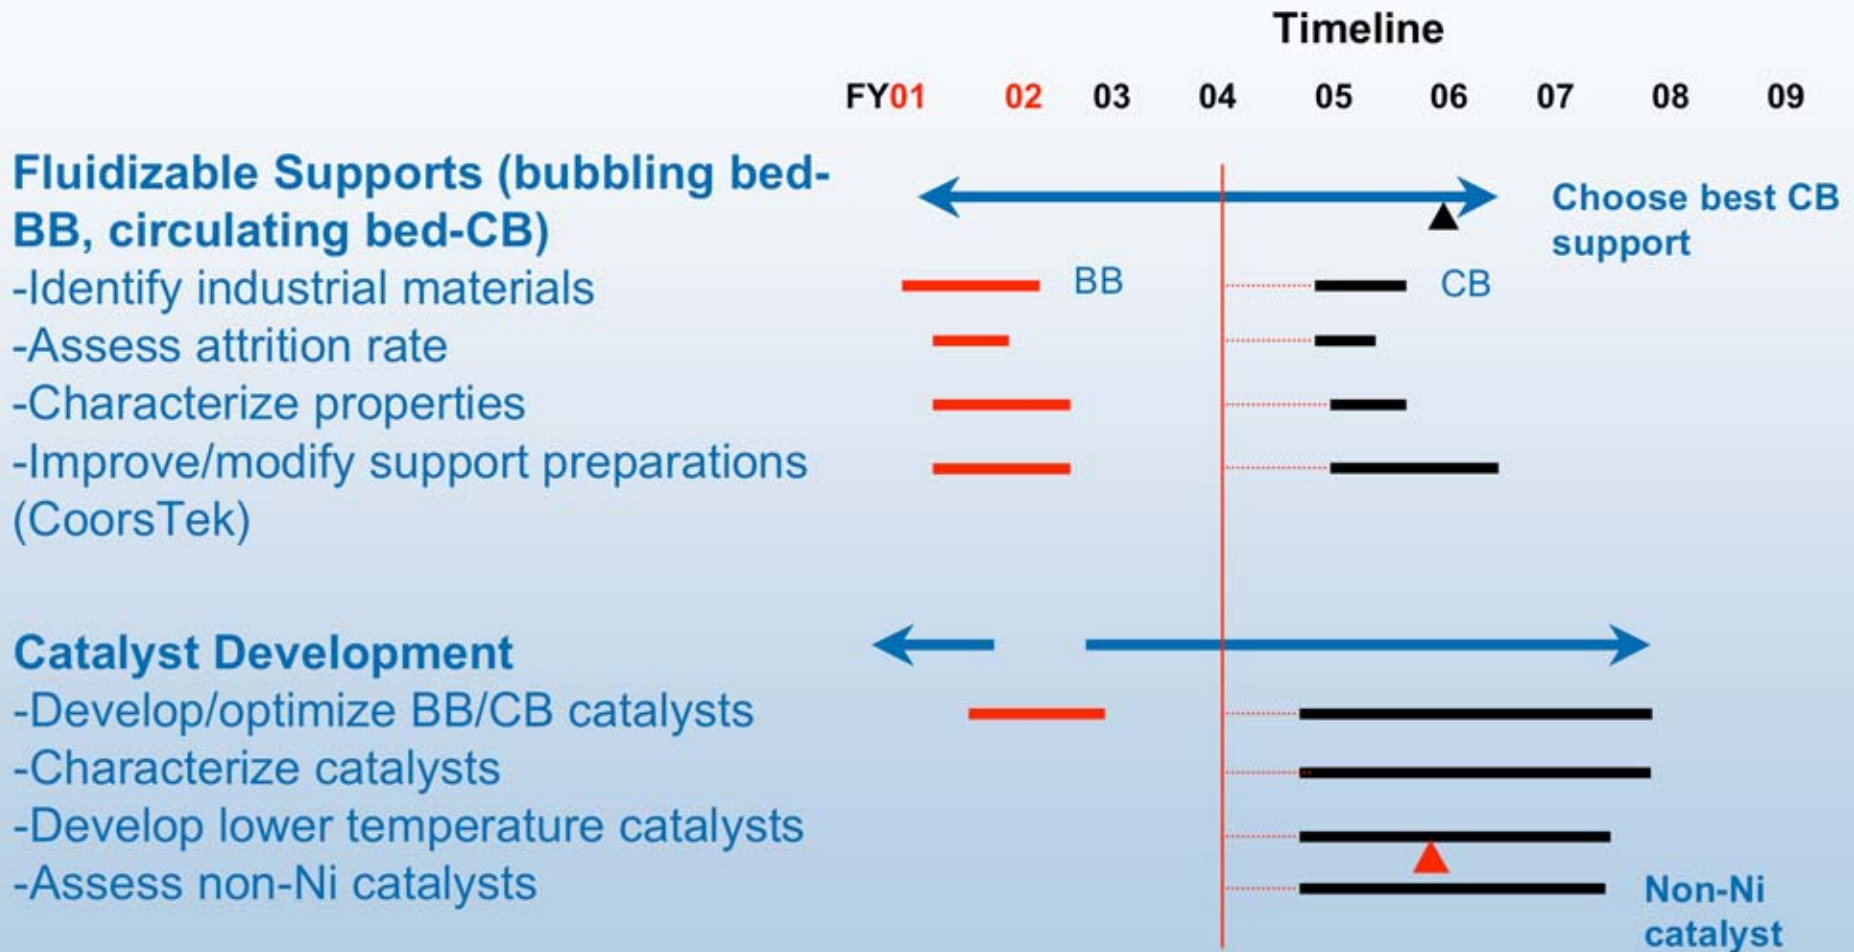 Timeline
FY01 02 03 04 05 06 07 08 09
Fluidizable Supports (bubbling bed-
BB, circulating bed-CB)
Choose best CB
support
-Identify industrial materials
BB
CB
-Assess attrition rate
-Characterize properties
-Improve/modify support preparations
(CoorsTek)
Catalyst Development
-Develop/optimize BB/CB catalysts
-Characterize catalysts
-Develop lower temperature catalysts
-Assess non-Ni catalysts
Non-Ni
catalyst